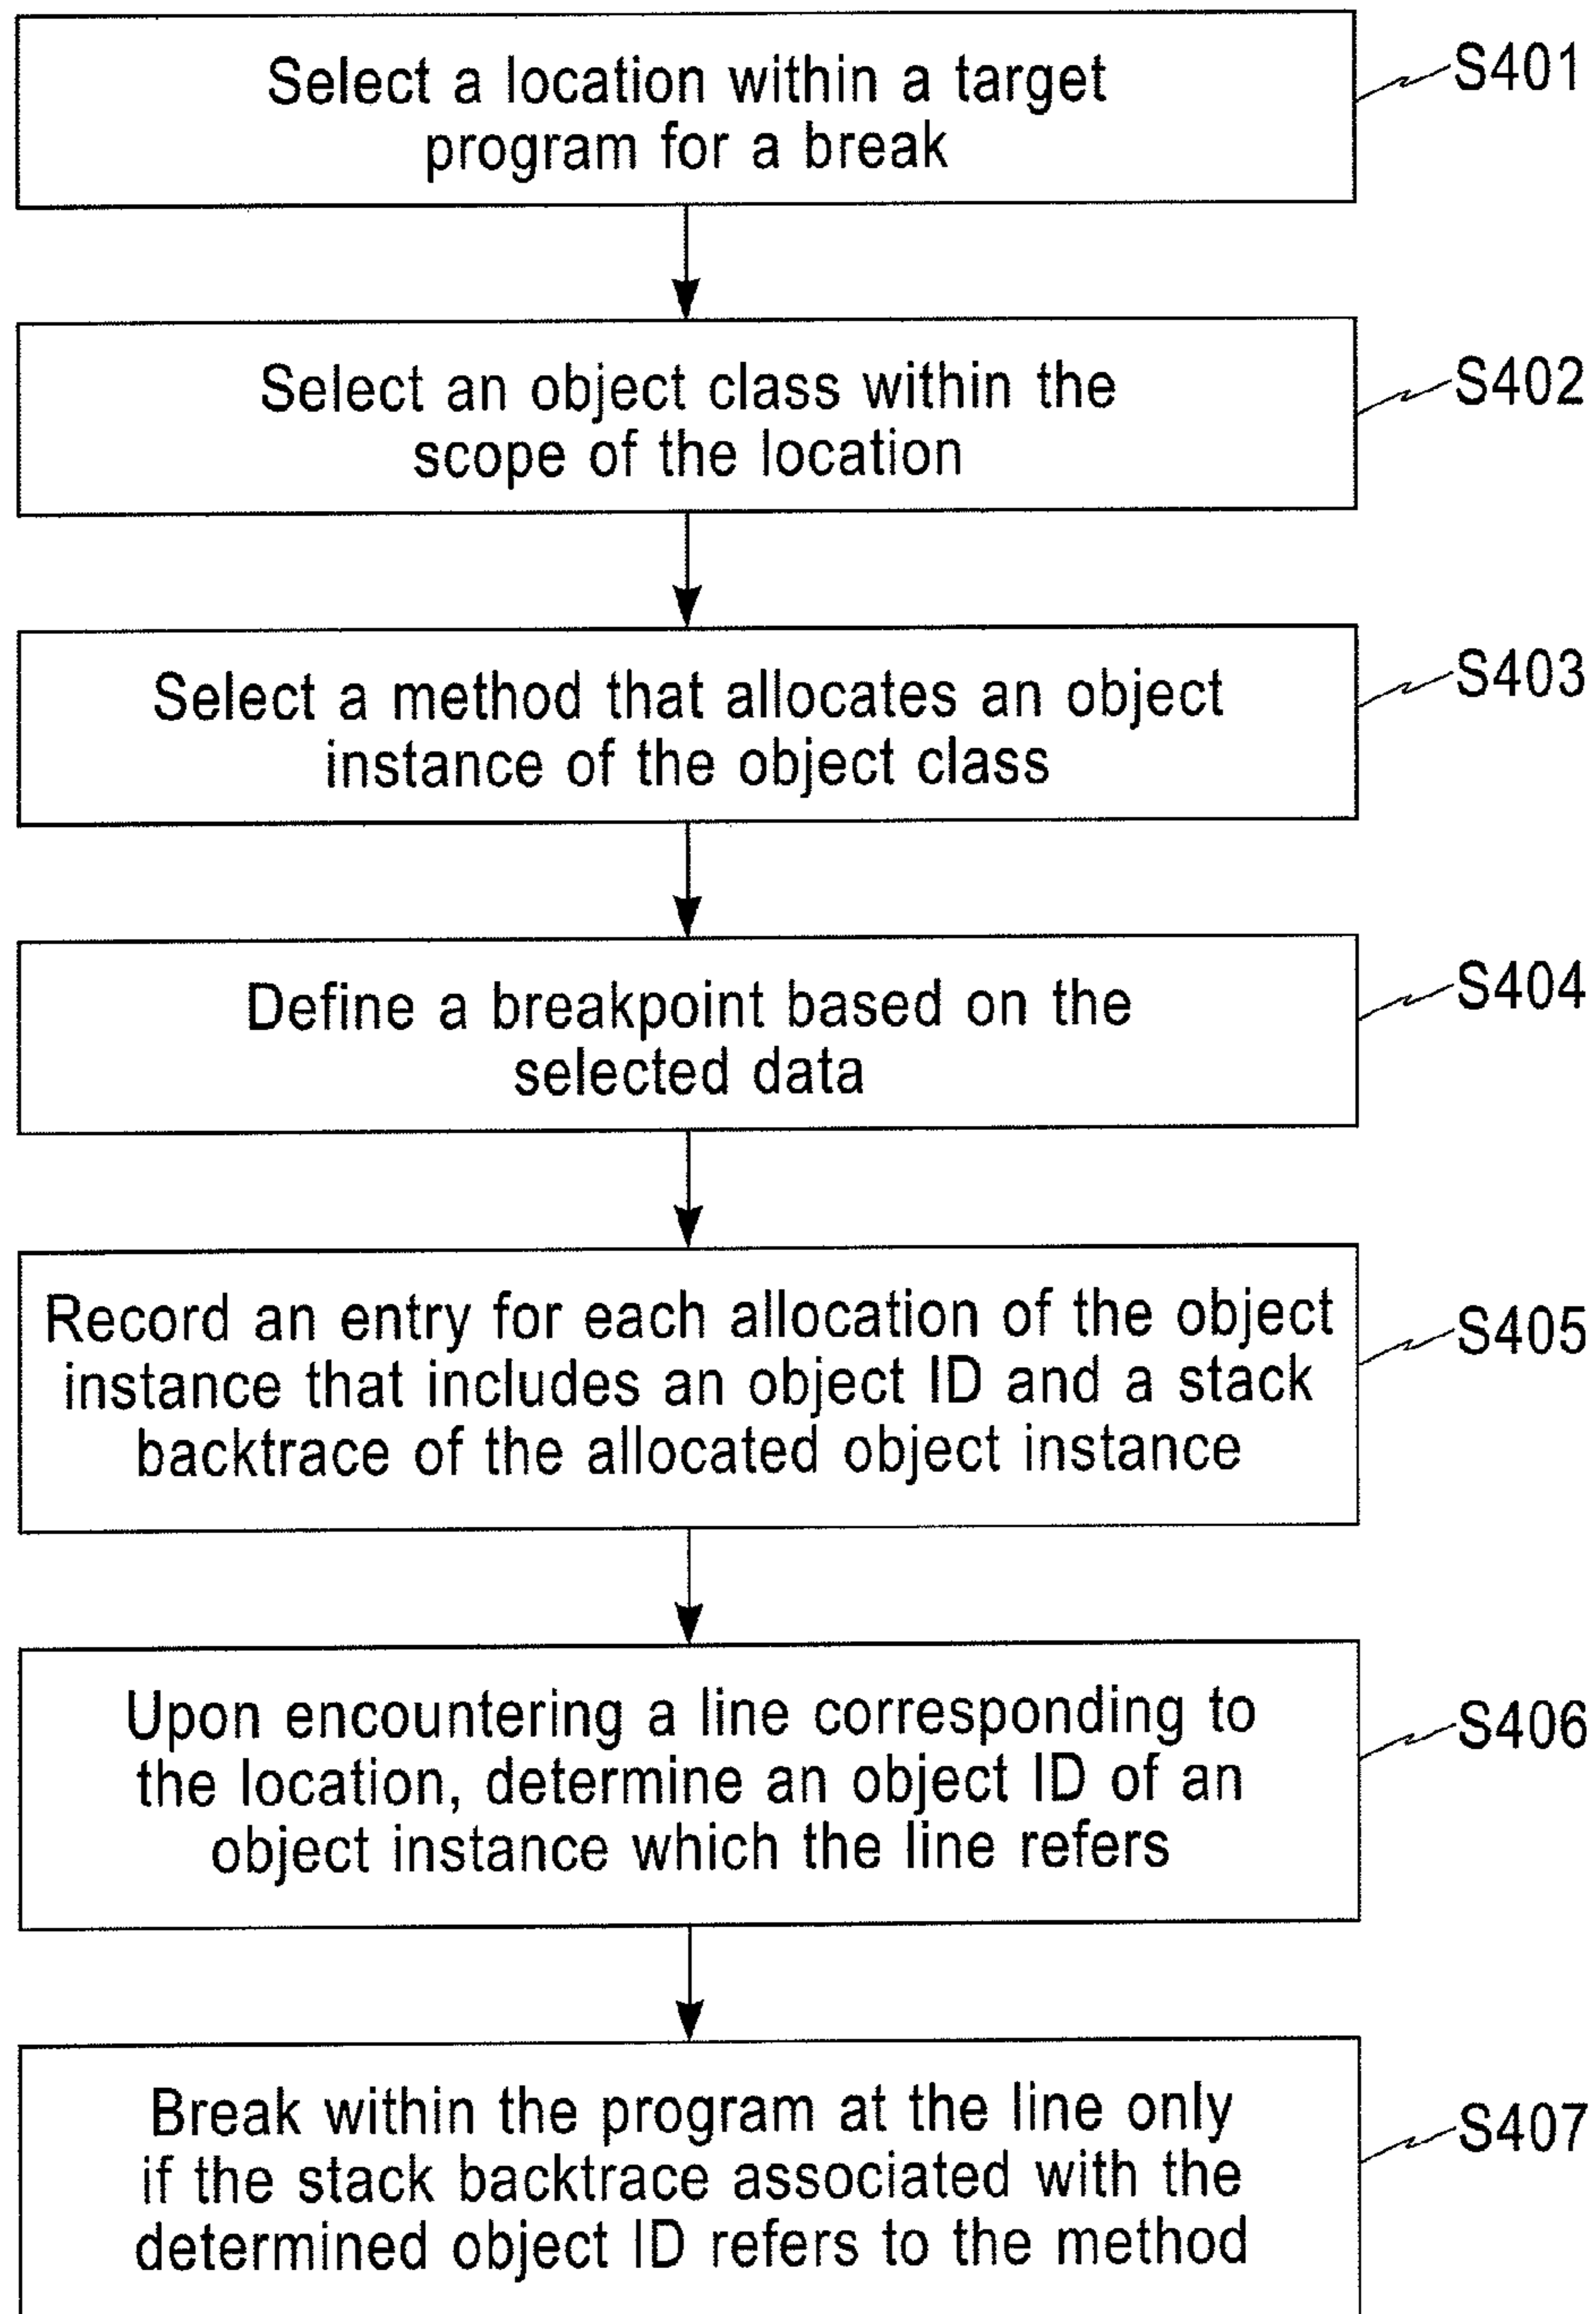 Select a location within a target
program for a break
S401
Select an object class within the
scope of the location
S402
Select a method that allocates an object
instance of the object class
S403
Define a breakpoint based on the
selected data
S404
Record an entry for each allocation of the object
instance that includes an object ID and a stack
backtrace of the allocated object instance
S405
Upon encountering a line corresponding to
the location, determine an object ID of an
object instance which the line refers
S406
Break within the program at the line only
if the stack backtrace associated with the
determined object ID refers to the method
S407